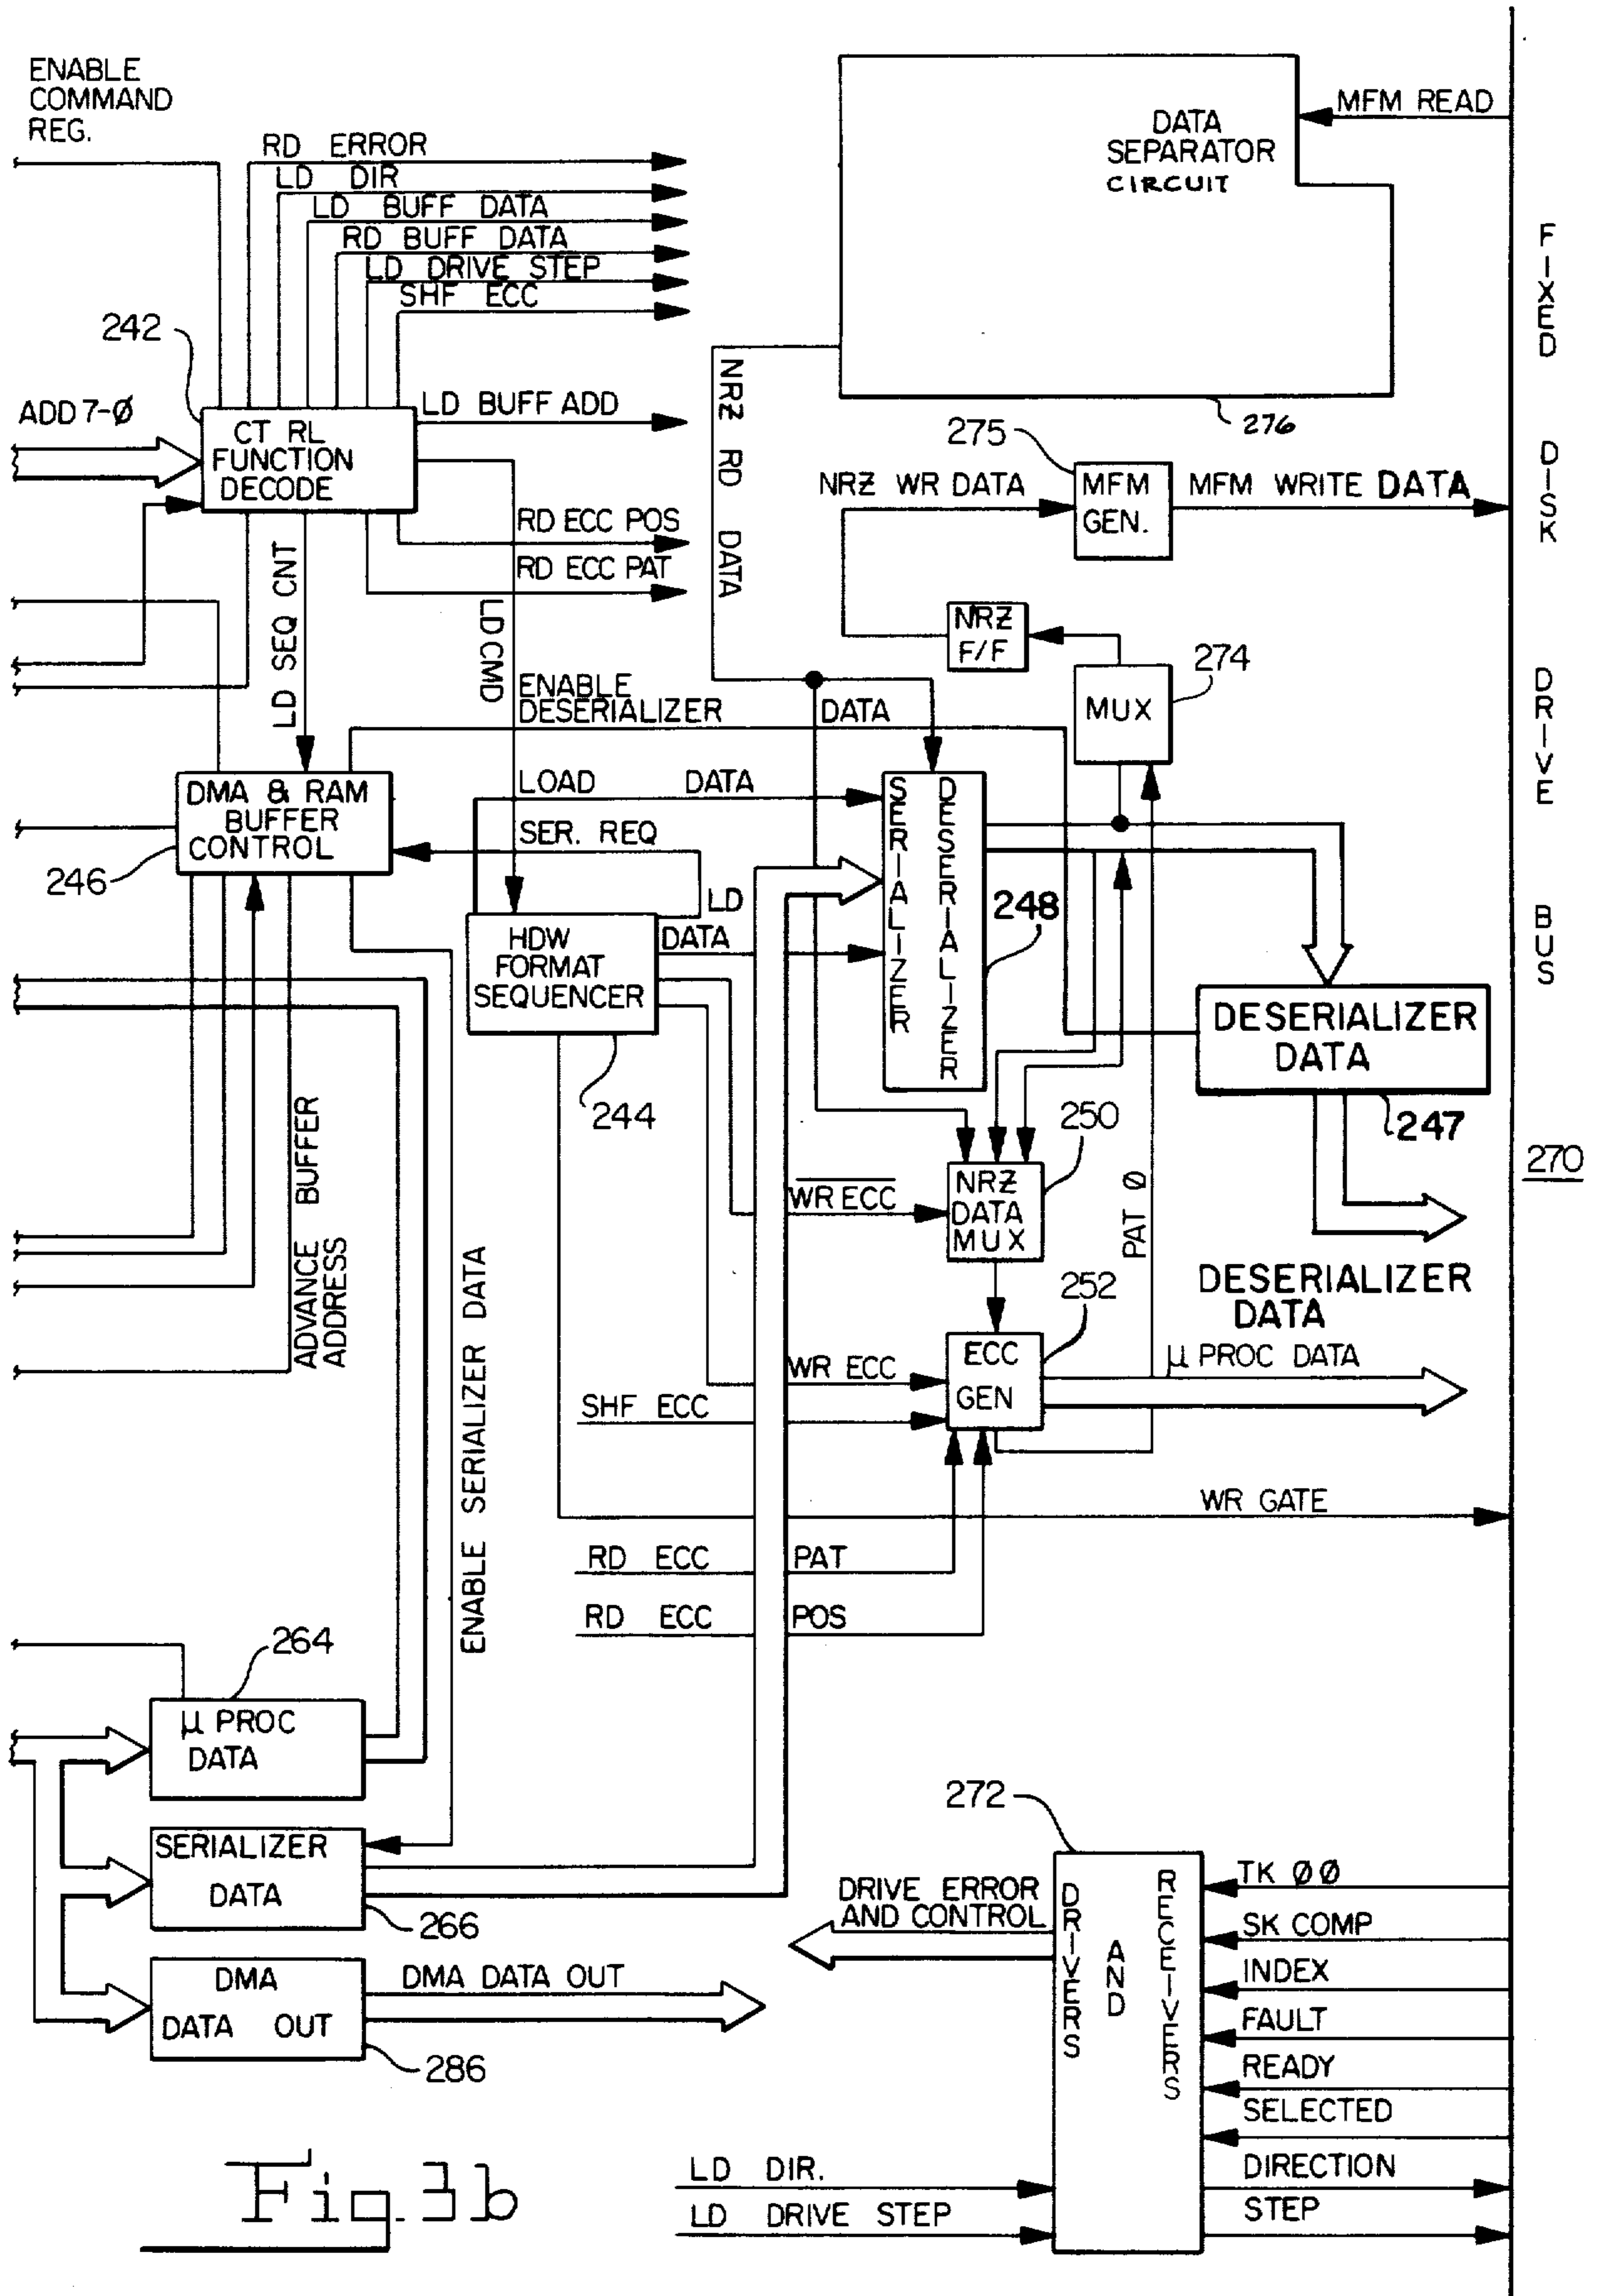 ENABLE
COMMAND
REG.
RD ERROR
LD DIR
LD BUFF DATA
RD BUFF DATA
LD DRIVE STEP
SHF ECC
242
ADD 7-Ø
CT RL
FUNCTION
DECODE
LD BUFF ADD
RD ECC POS
RD ECC PAT
LD SEQ CNT
LD CMD
NRZ RD DATA
DATA
SEPARATOR
CIRCUIT
276
MFM READ
275
NRZ WR DATA
MFM
GEN.
MFM WRITE DATA
NRZ
F/F
274
MUX
FIXED DISK DRIVE BUS
270
ENABLE
DESERIALIZER DATA
DMA & RAM
BUFFER
CONTROL
246
LOAD DATA
SER. REQ
LD
DATA
HDW
FORMAT
SEQUENCER
244
SERIALIZER
DESERIALIZER
248
DESERIALIZER
DATA
247
250
NRZ
DATA
MUX
WR ECC
PAT Ø
252
ECC
GEN
WR ECC
SHF ECC
DESERIALIZER
DATA
µ PROC DATA
ADVANCE BUFFER
ADDRESS
ENABLE SERIALIZER DATA
WR GATE
RD ECC PAT
RD ECC POS
264
µ PROC
DATA
SERIALIZER
DATA
266
DMA
DATA OUT
286
DMA DATA OUT
272
DRIVE ERROR
AND CONTROL
DRIVERS
AND
RECEIVERS
TK ØØ
SK COMP
INDEX
FAULT
READY
SELECTED
DIRECTION
STEP
LD DIR.
LD DRIVE STEP
Fig. 3b